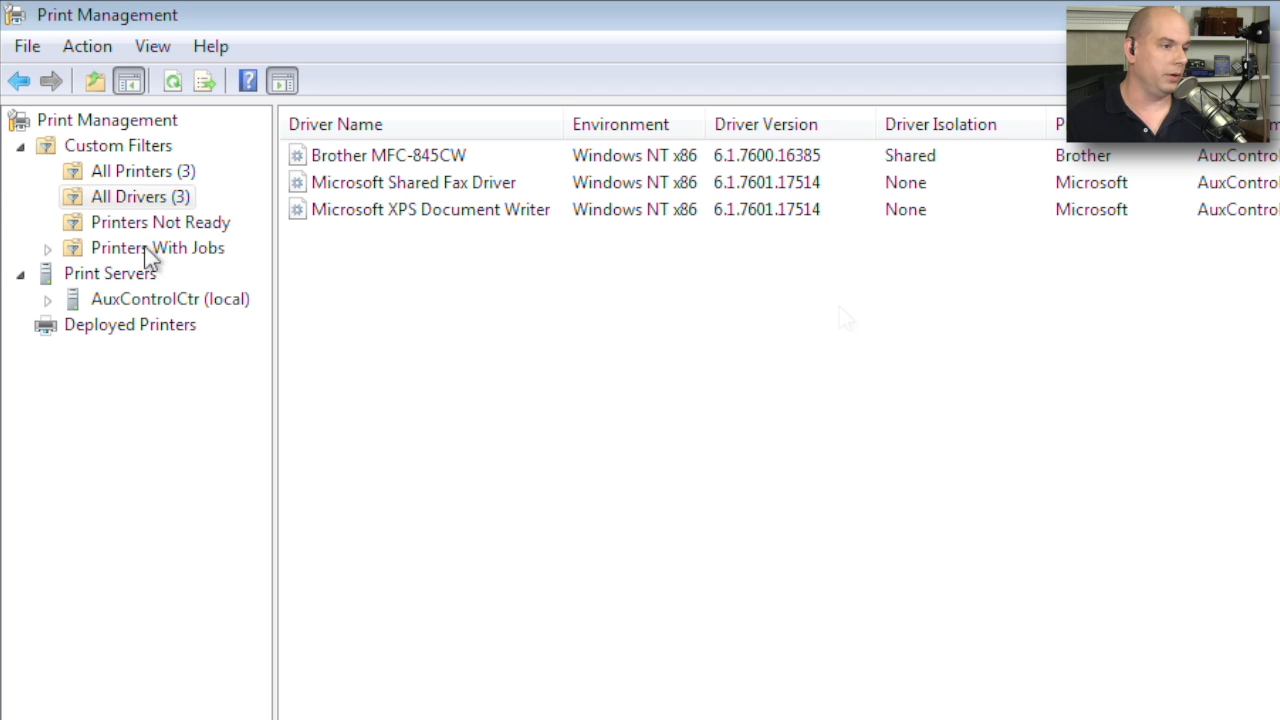 Print Management
File Action View Help
Print Management
Custom Filters
All Printers (3)
All Drivers (3)
Printers Not Ready
Printers With Jobs
Print Servers
AuxControlCtr (local)
Deployed Printers
Driver Name Environment Driver Version Driver Isolation
Brother MFC-845CW Windows NT x86 6.1.7600.16385 Shared Brother AuxContro
Microsoft Shared Fax Driver Windows NT x86 6.1.7601.17514 None Microsoft AuxContro
Microsoft XPS Document Writer Windows NT x86 6.1.7601.17514 None Microsoft AuxContro